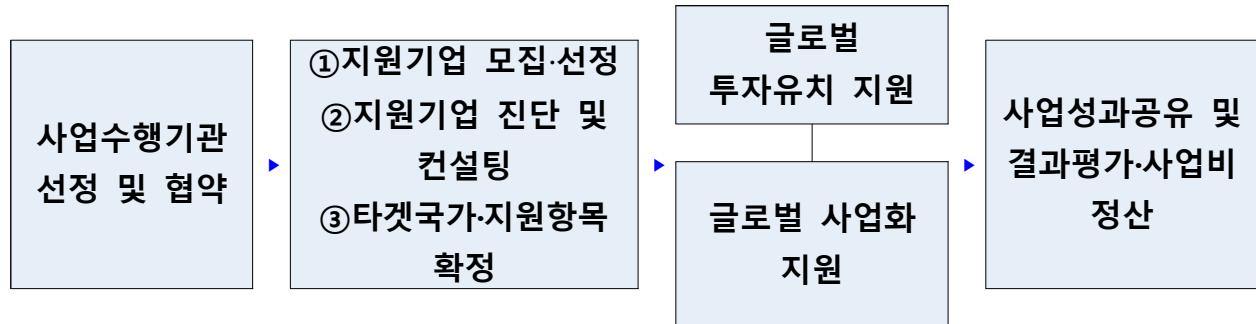 사업수행기관
선정 및 협약
①지원기업 모집·선정
②지원기업 진단 및
컨설팅
③타겟국가·지원항목
확정
글로벌
투자유치 지원
글로벌 사업화
지원
사업성과공유 및
결과평가·사업비
정산